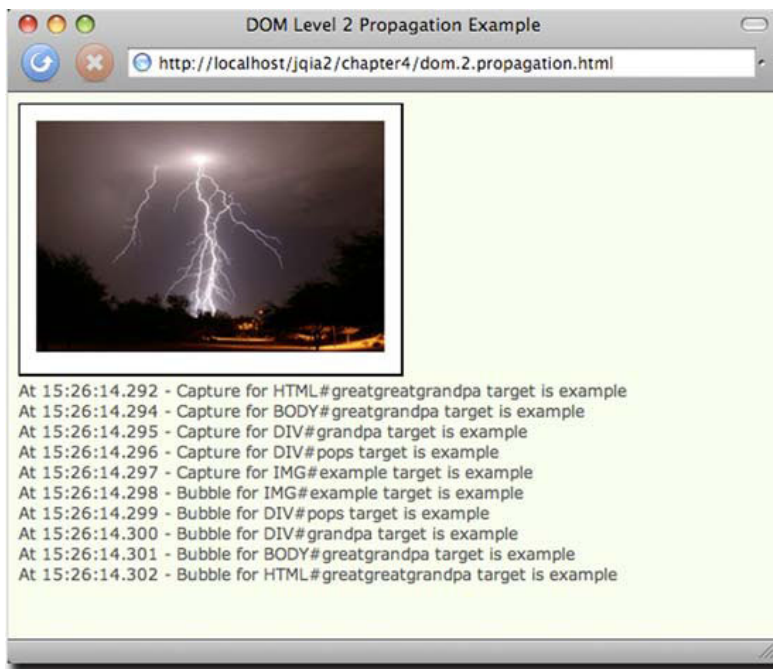 DOM Level 2 Propagation Example
http://localhost/jqia2/chapter4/dom.2.propagation.html
At 15:26:14.292 - Capture for HTML#greatgreatgrandpa target is example
At 15:26:14.294 - Capture for BODY#greatgrandpa target is example
At 15:26:14.295 - Capture for DIV#grandpa target is example
At 15:26:14.296 - Capture for DIV#pops target is example
At 15:26:14.297 - Capture for IMG#example target is example
At 15:26:14.298 - Bubble for IMG#example target is example
At 15:26:14.299 - Bubble for DIV#pops target is example
At 15:26:14.300 - Bubble for DIV#grandpa target is example
At 15:26:14.301 - Bubble for BODY#greatgrandpa target is example
At 15:26:14.302 - Bubble for HTML#greatgreatgrandpa target is example